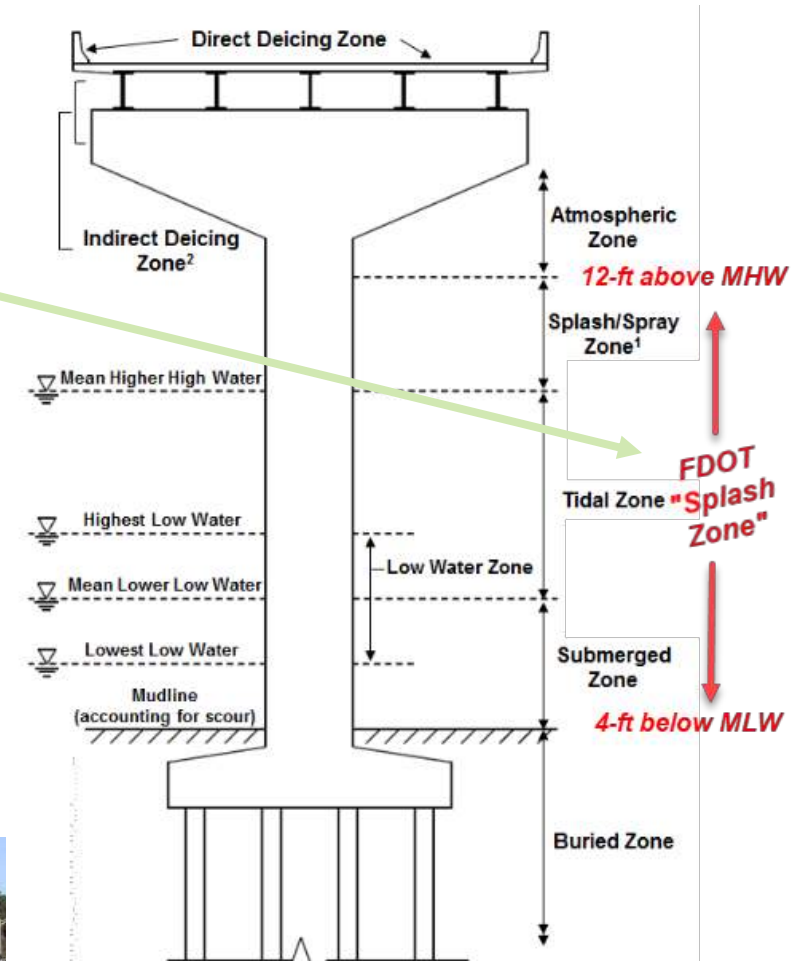 Direct Deicing Zone
Indirect Deicing
Zone2
Atmospheric
Zone
12-ft above MHW
Splash/Spray
Zone1
Mean Higher High Water
FDOT
"Splash
Zone"
Tidal Zone
Highest Low Water
Low Water Zone
Mean Lower Low Water
Lowest Low Water
Submerged
Zone
Mudline
(accounting for scour)
4-ft below MLW
Buried Zone